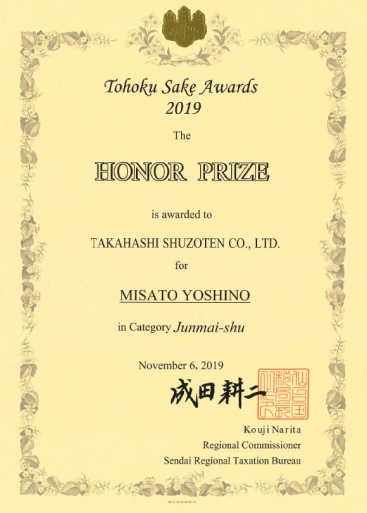 Tohoku Sake Awards
2019
The
HONOR PRIZE
is awarded to
TAKAHASHI SHUZOTEN CO., LTD.
for
MISATO YOSHINO
in Category Junmai-shu
November 6, 2019
成田耕二
Kouji Narita
Regional Commissioner
Sendai Regional Taxation Bureau